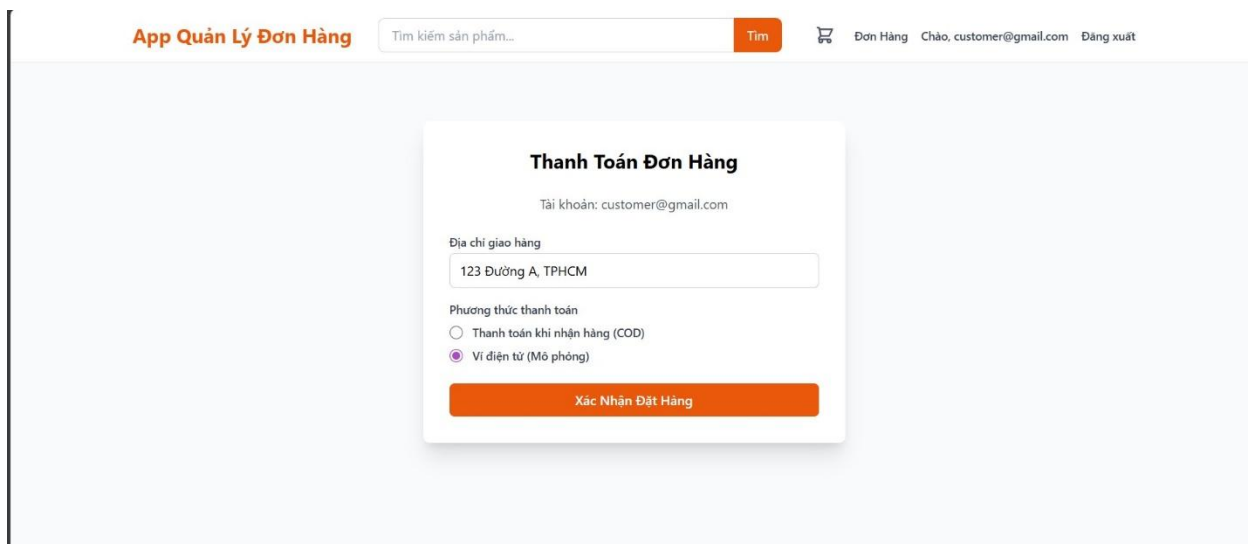 App Quản Lý Đơn Hàng Tìm kiếm sản phẩm... Tìm Đơn Hàng Chào, customer@gmail.com Đăng xuất
Thanh Toán Đơn Hàng
Tài khoản: customer@gmail.com
Địa chỉ giao hàng
123 Đường A, TPHCM
Phương thức thanh toán
Thanh toán khi nhận hàng (COD)
Ví điện tử (Mô phỏng)
Xác Nhận Đặt Hàng